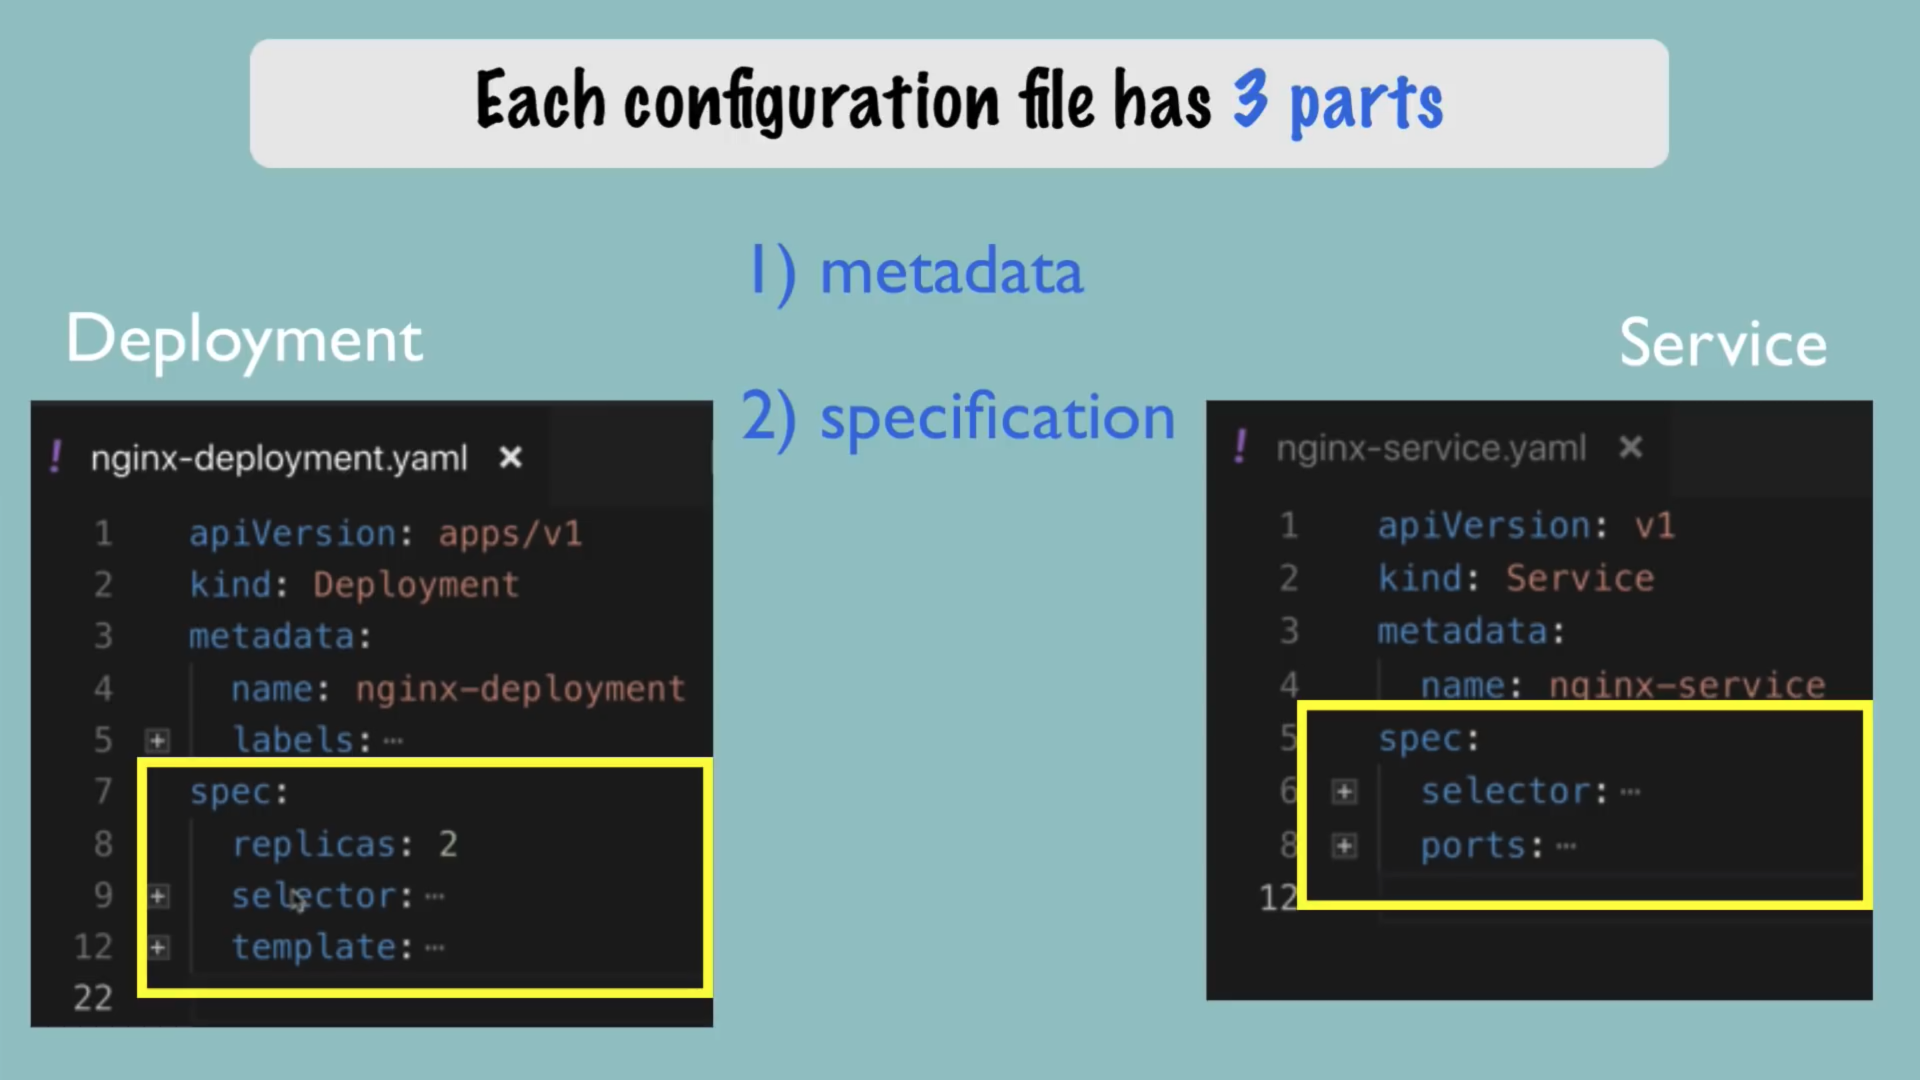 Each configuration file has 3 parts
1) metadata
2) specification
Deployment
! nginx-deployment.yaml ×
1 apiVersion: apps/v1
2 kind: Deployment
3 metadata:
4 name: nginx-deployment
5 labels: ⋯
7 spec:
8 replicas: 2
9 selector: ⋯
12 template: ⋯
22
Service
! nginx-service.yaml ×
1 apiVersion: v1
2 kind: Service
3 metadata:
4 name: nginx-service
5 spec:
6 selector: ⋯
8 ports: ⋯
12